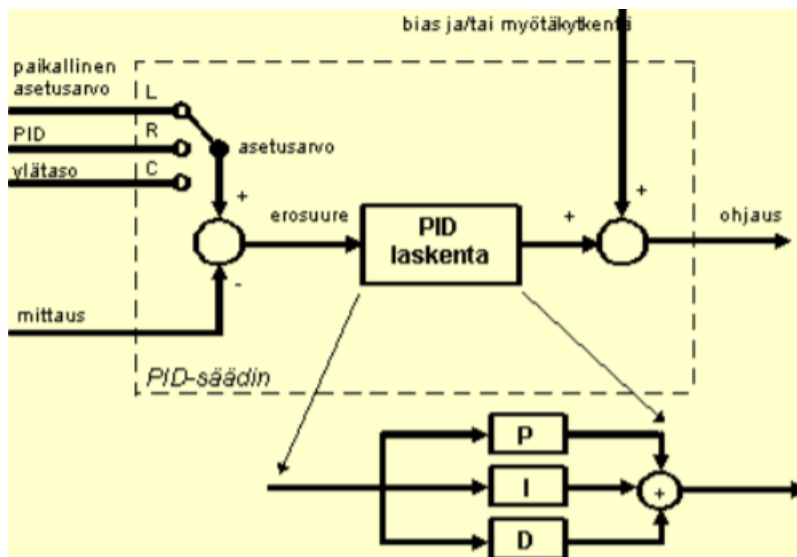 bias ja/tai myötäkytkentä
paikallinen
asetusarvo
L
PID
R
ylätaso
C
asetusarvo
+
erosuure
PID
laskenta
+
+
ohjaus
-
mittaus
PID-säädin
P
I
+
D